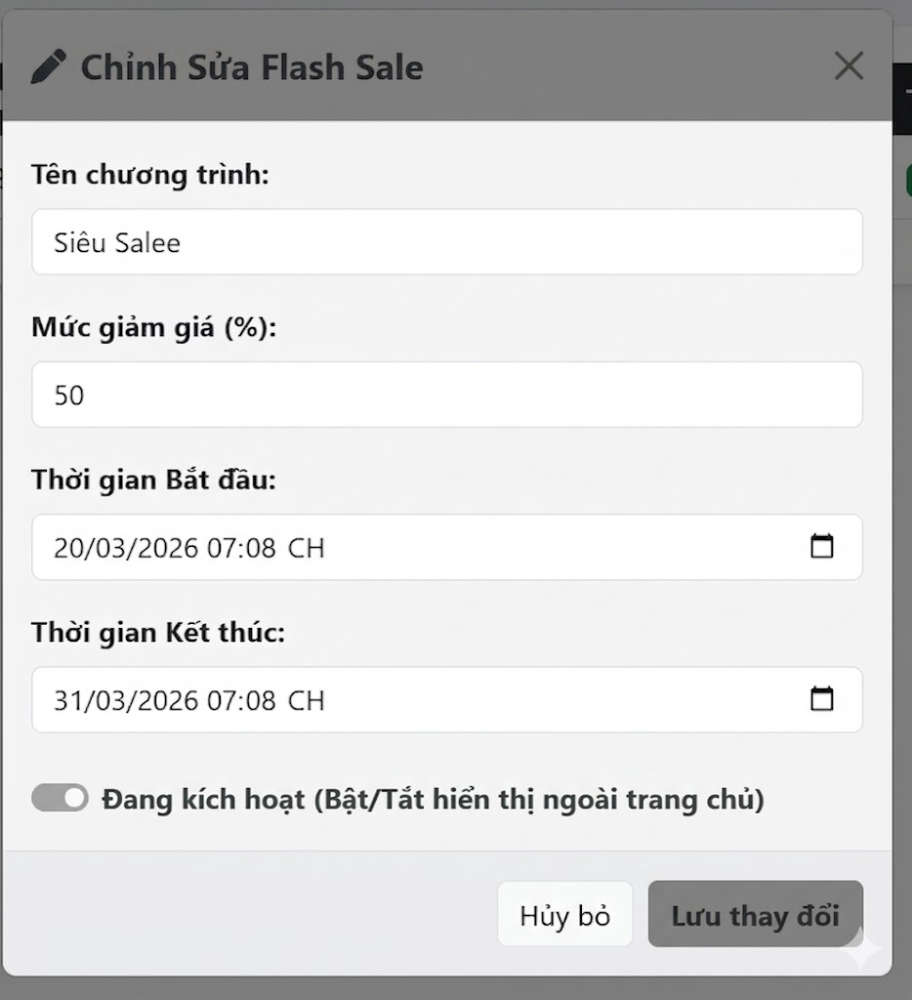 Chỉnh Sửa Flash Sale
Tên chương trình:
Siêu Salee
Mức giảm giá (%):
50
Thời gian Bắt đầu:
20/03/2026 07:08 CH
Thời gian Kết thúc:
31/03/2026 07:08 CH
Đang kích hoạt (Bật/Tắt hiển thị ngoài trang chủ)
Hủy bỏ
Lưu thay đổi